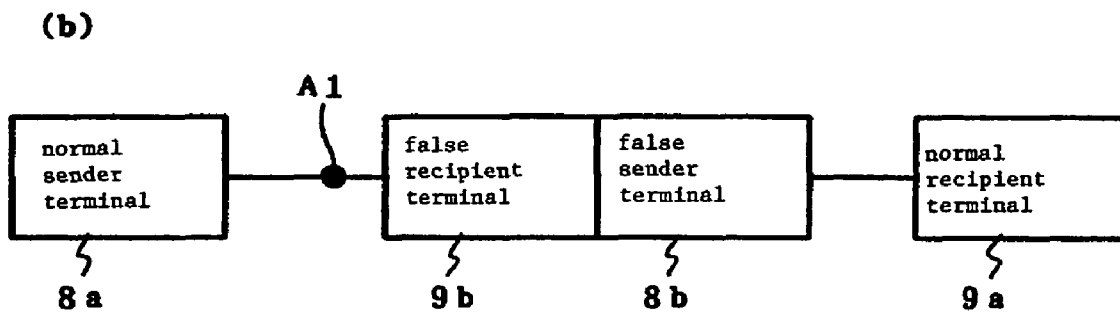 (b)
A1
normal
sender
terminal
false
recipient
terminal
false
sender
terminal
normal
recipient
terminal
8a
9b
8b
9a